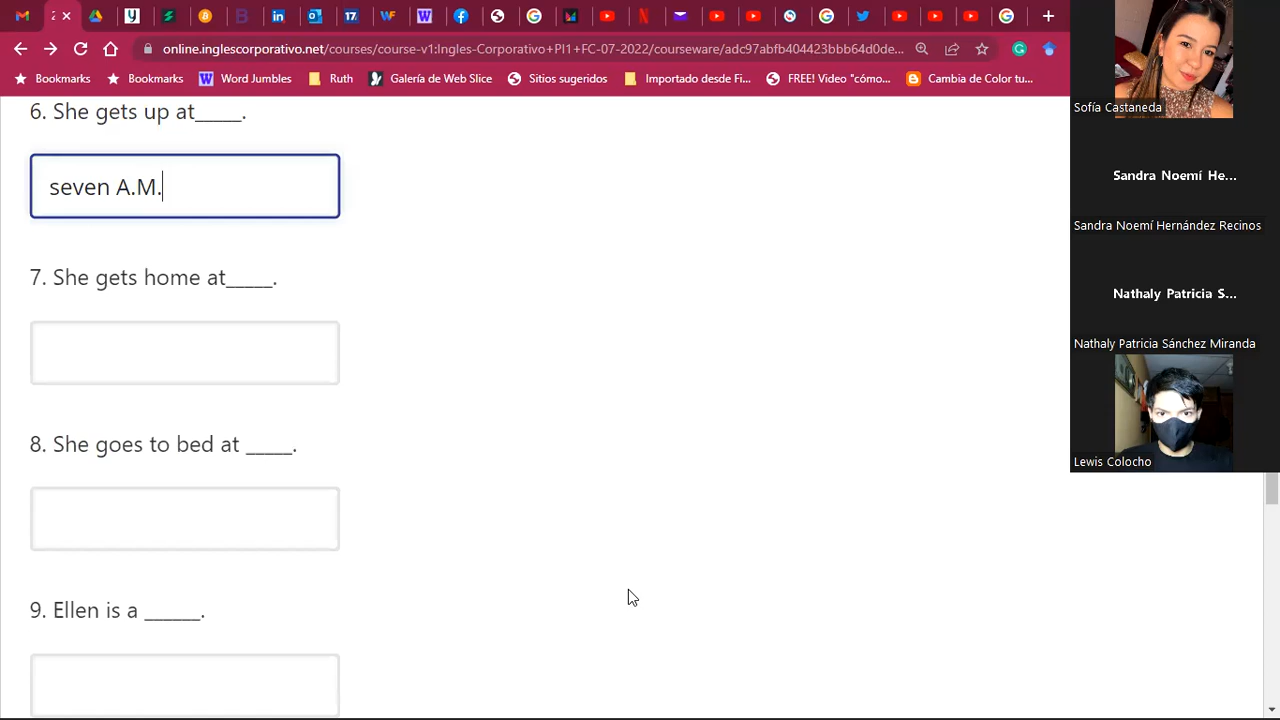 17
WF
online.inglescorporativo.net/courses/course-v1:Ingles-Corporativo+PI1+FC-07-2022/courseware/adc97abfb404423bbb64d0de...
Bookmarks
Bookmarks
Word Jumbles
Ruth
Galería de Web Slice
Sitios sugeridos
Importado desde Fi...
FREE! Video "cómo...
Cambia de Color tu...
6. She gets up at_____.
seven A.M.
7. She gets home at_____.
8. She goes to bed at _____.
9. Ellen is a ______.
Sofía Castaneda
Sandra Noemí He...
Sandra Noemí Hernández Recinos
Nathaly Patricia S...
Nathaly Patricia Sánchez Miranda
Lewis Colocho